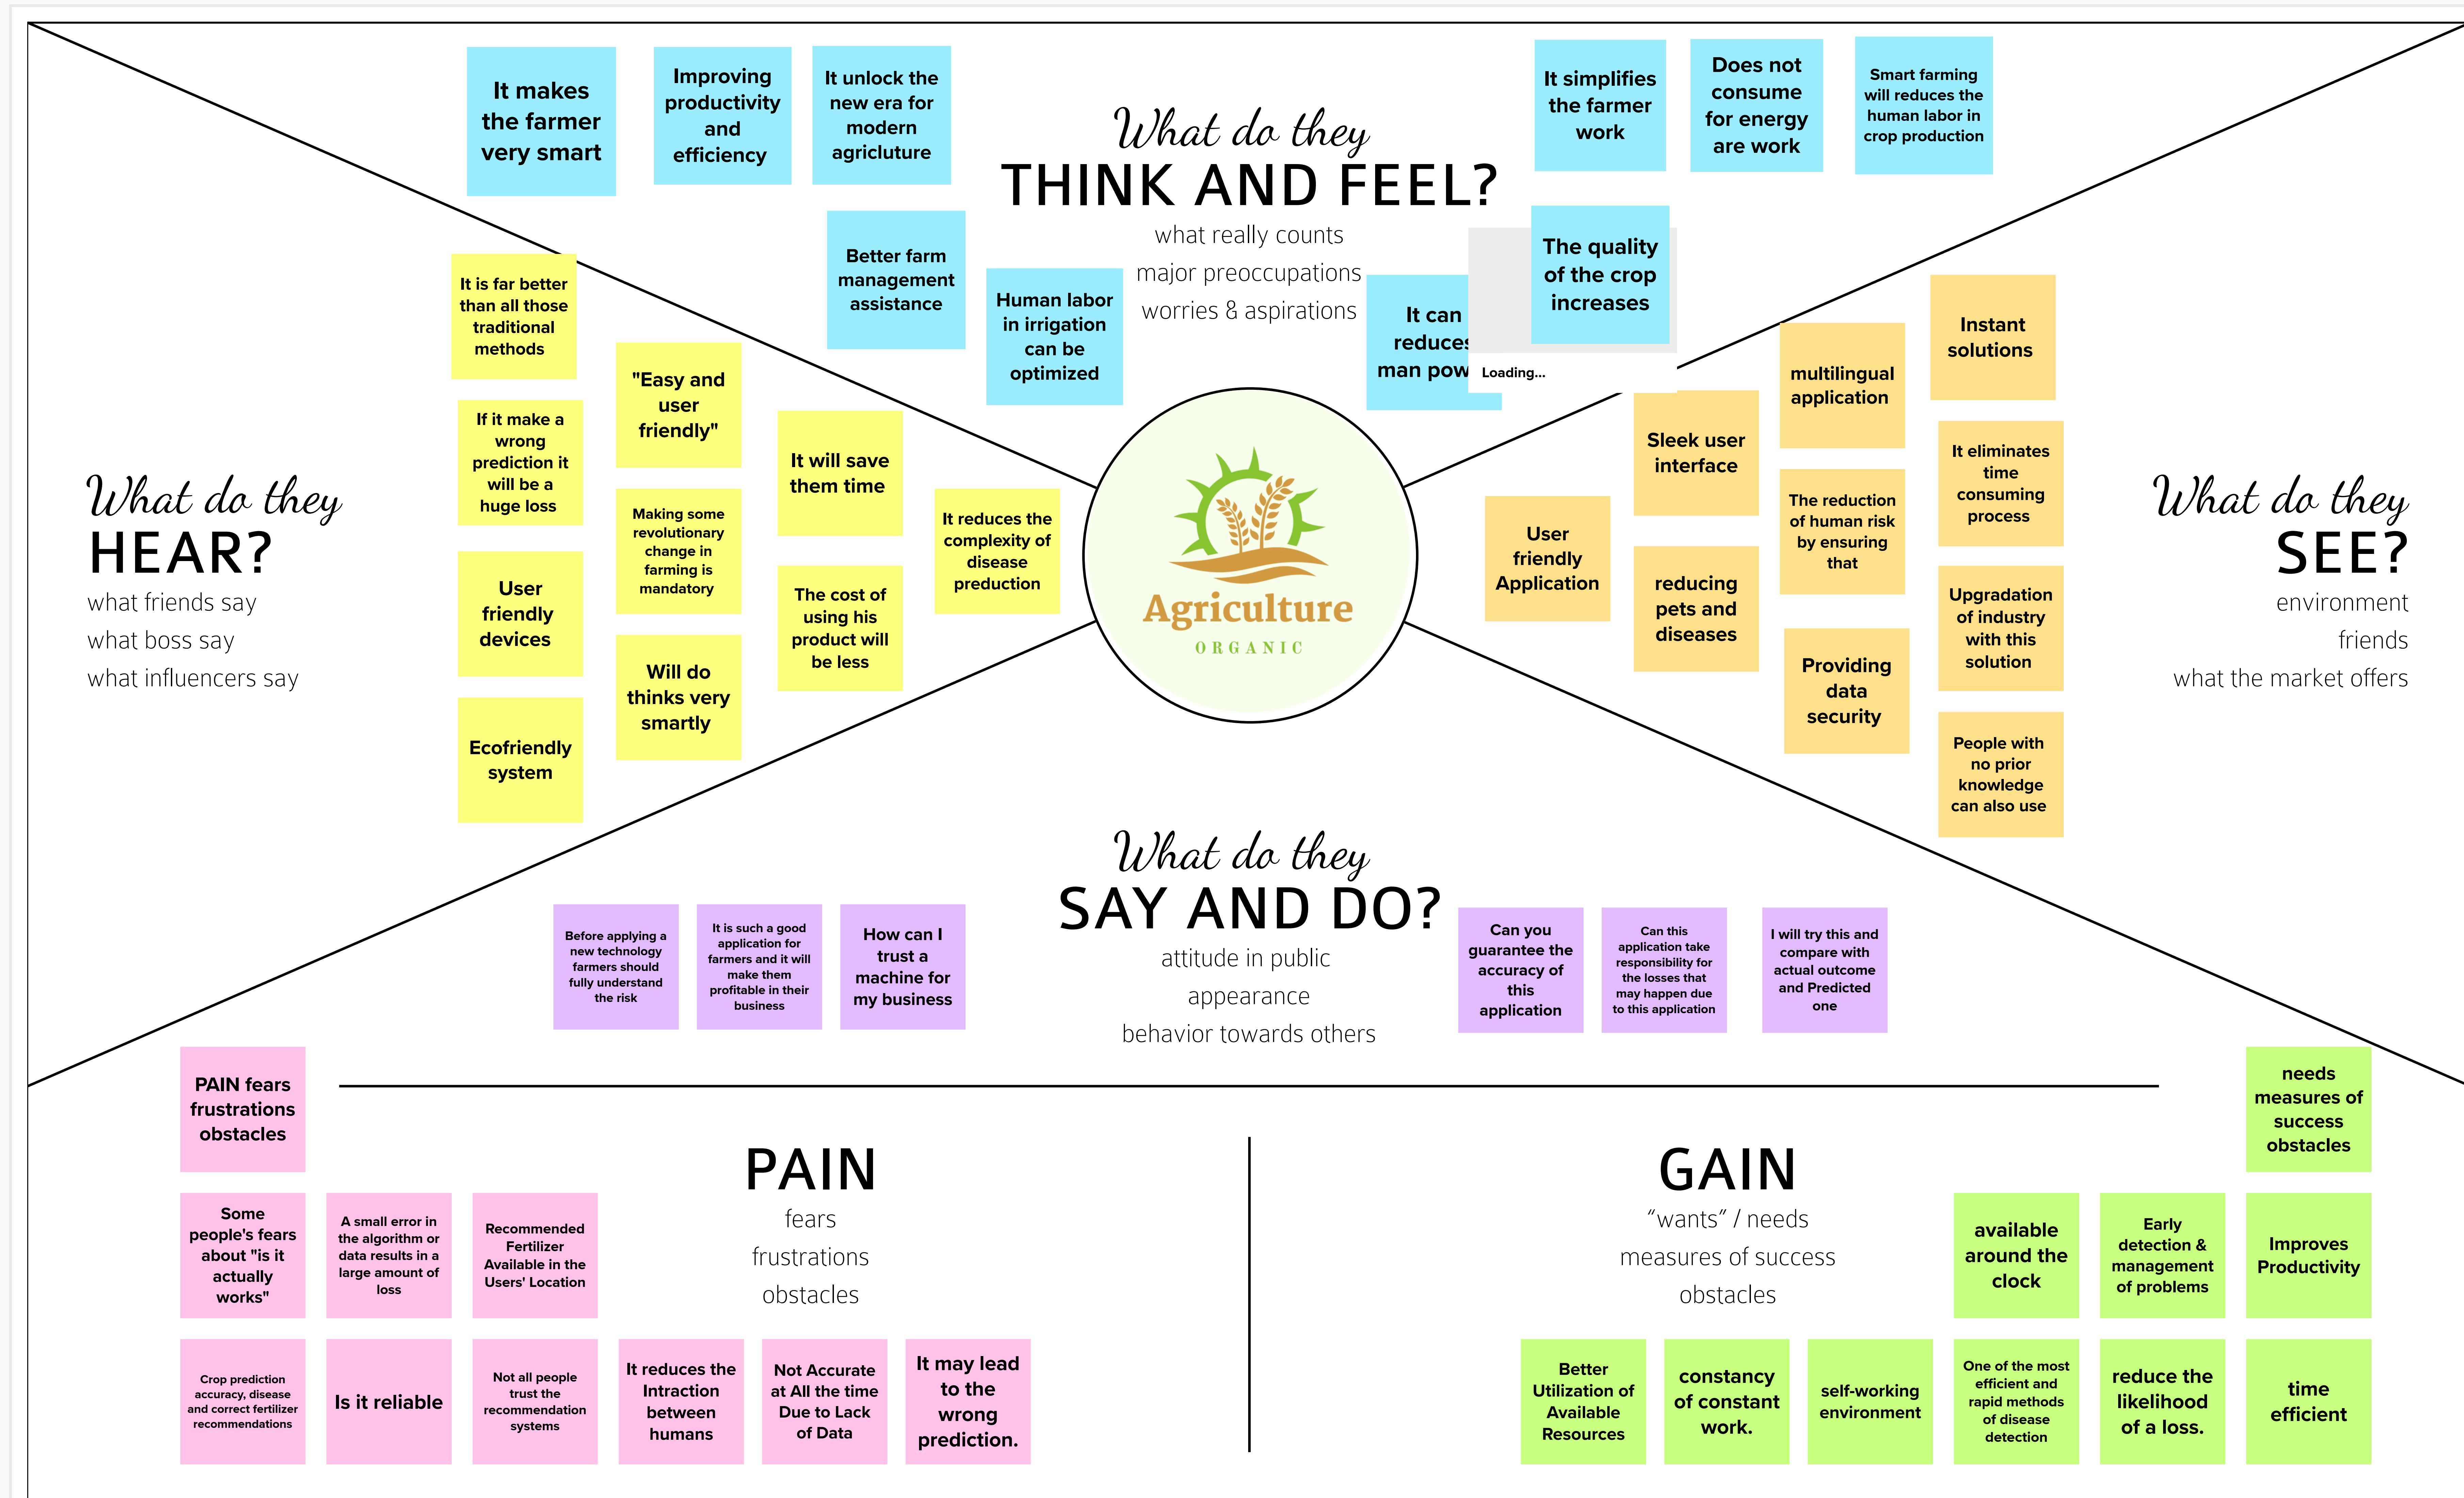 It makes
the farmer
very smart
Improving
productivity
and
efficiency
It unlock the
new era for
modern
agricluture
What do they
THINK AND FEEL?
what really counts
major preoccupations
worries & aspirations
It simplifies
the farmer
work
Does not
consume
for energy
are work
Smart farming
will reduces the
human labor in
crop production
Better farm
management
assistance
Human labor
in irrigation
can be
optimized
It can
reduces
man pow
The quality
of the crop
increases
Loading...
What do they
HEAR?
what friends say
what boss say
what influencers say
It is far better
than all those
traditional
methods
"Easy and
user
friendly"
If it make a
wrong
prediction it
will be a
huge loss
It will save
them time
Making some
revolutionary
change in
farming is
mandatory
It reduces the
complexity of
disease
preduction
User
friendly
devices
The cost of
using his
product will
be less
Will do
thinks very
smartly
Ecofriendly
system
Agriculture
ORGANIC
What do they
SEE?
environment
friends
what the market offers
Instant
solutions
multilingual
application
Sleek user
interface
It eliminates
time
consuming
process
The reduction
of human risk
by ensuring
that
User
friendly
Application
reducing
pets and
diseases
Upgradation
of industry
with this
solution
Providing
data
security
People with
no prior
knowledge
can also use
What do they
SAY AND DO?
attitude in public
appearance
behavior towards others
Before applying a
new technology
farmers should
fully understand
the risk
It is such a good
application for
farmers and it will
make them
profitable in their
business
How can I
trust a
machine for
my business
Can you
guarantee the
accuracy of
this
application
Can this
application take
responsibility for
the losses that
may happen due
to this application
I will try this and
compare with
actual outcome
and Predicted
one
PAIN fears
frustrations
obstacles
PAIN
fears
frustrations
obstacles
Some
people's fears
about "is it
actually
works"
A small error in
the algorithm or
data results in a
large amount of
loss
Recommended
Fertilizer
Available in the
Users' Location
Crop prediction
accuracy, disease
and correct fertilizer
recommendations
Is it reliable
Not all people
trust the
recommendation
systems
It reduces the
Intraction
between
humans
Not Accurate
at All the time
Due to Lack
of Data
It may lead
to the
wrong
prediction.
GAIN
“wants” / needs
measures of success
obstacles
needs
measures of
success
obstacles
available
around the
clock
Early
detection &
management
of problems
Improves
Productivity
Better
Utilization of
Available
Resources
constancy
of constant
work.
self-working
environment
One of the most
efficient and
rapid methods
of disease
detection
reduce the
likelihood
of a loss.
time
efficient